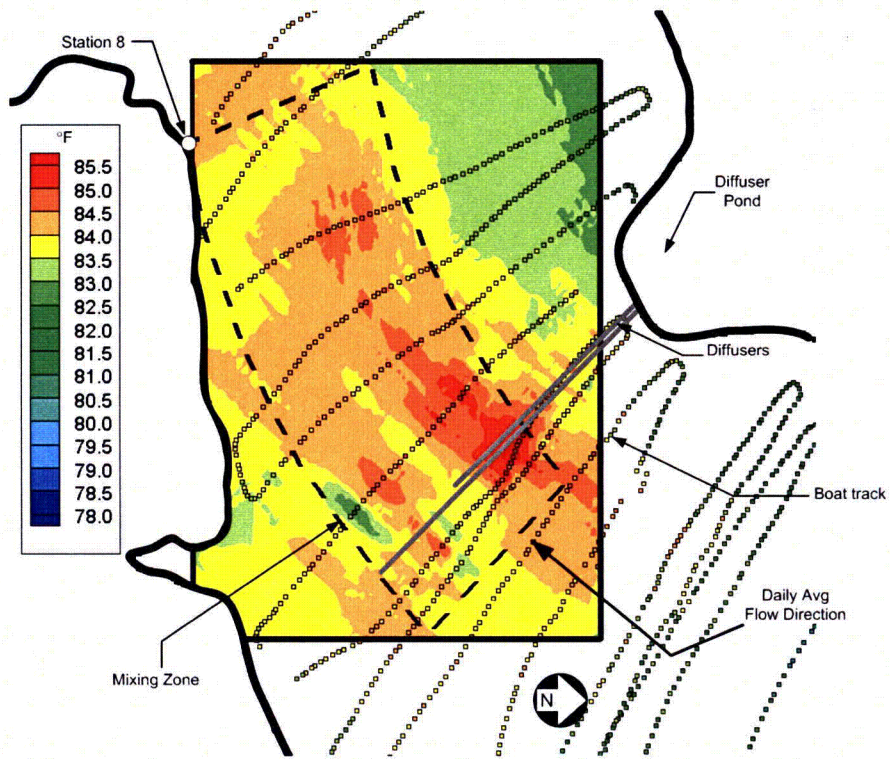 Station 8
°F
85.5
85.0
84.5
84.0
83.5
83.0
82.5
82.0
81.5
81.0
80.5
80.0
79.5
79.0
78.5
78.0
Diffuser
Pond
Diffusers
Boat track
Daily Avg
Flow Direction
Mixing Zone
N